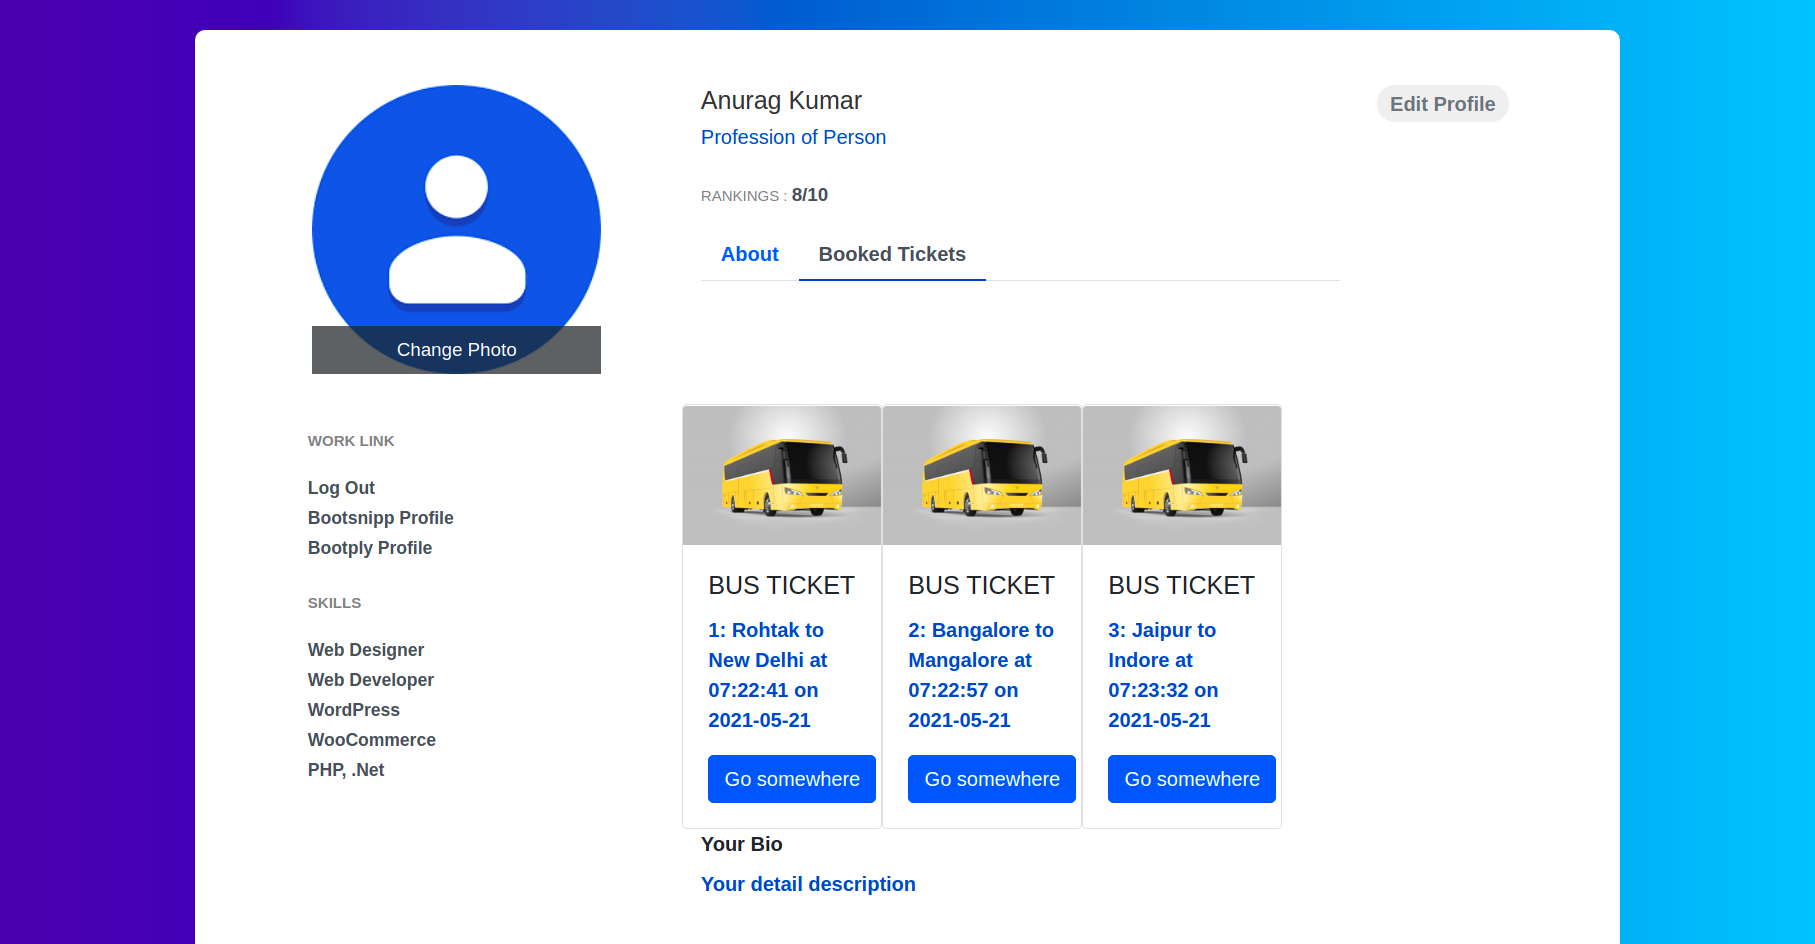 Anurag Kumar
Edit Profile
Profession of Person
RANKINGS : 8/10
About
Booked Tickets
Change Photo
WORK LINK
Log Out
Bootsnipp Profile
Bootply Profile
SKILLS
Web Designer
Web Developer
WordPress
WooCommerce
PHP, .Net
BUS TICKET
1: Rohtak to
New Delhi at
07:22:41 on
2021-05-21
Go somewhere
BUS TICKET
2: Bangalore to
Mangalore at
07:22:57 on
2021-05-21
Go somewhere
BUS TICKET
3: Jaipur to
Indore at
07:23:32 on
2021-05-21
Go somewhere
Your Bio
Your detail description